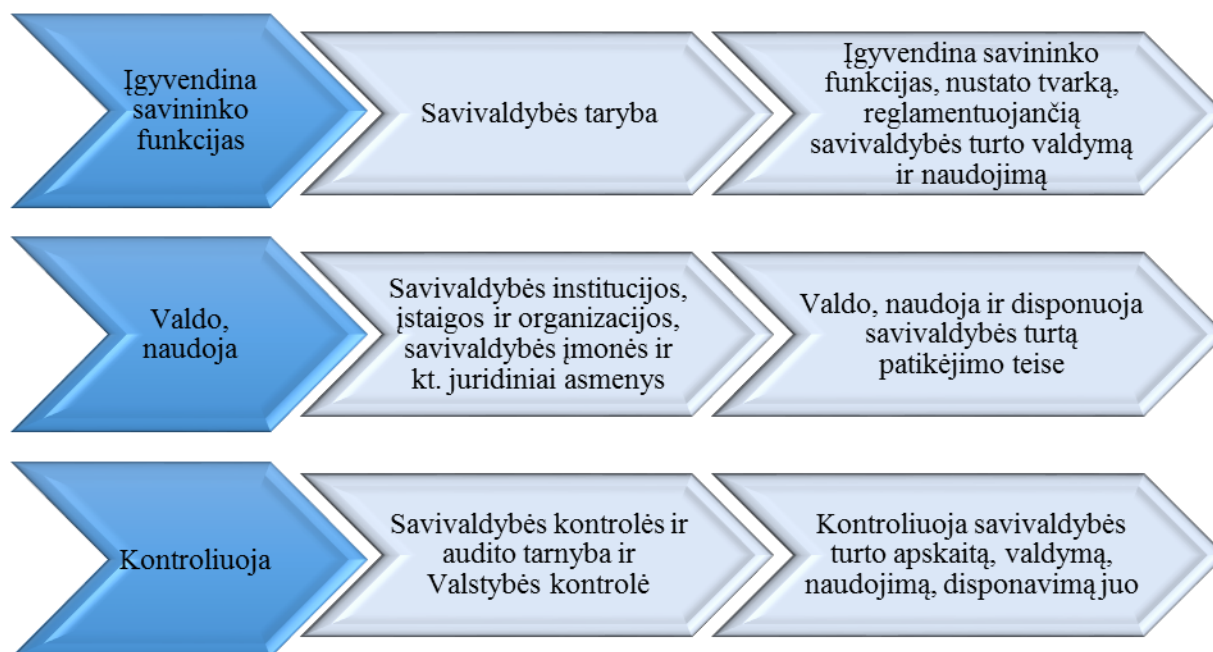 Įgyvendina
savininko
funkcijas
Savivaldybės taryba
Įgyvendina savininko
funkcijas, nustato tvarką,
reglamentuojančią
savivaldybės turto valdymą
ir naudojimą
Valdo,
naudoja
Savivaldybės institucijos,
įstaigos ir organizacijos,
savivaldybės įmonės ir
kt. juridiniai asmenys
Valdo, naudoja ir disponuoja
savivaldybės turtą
patikėjimo teise
Kontroliuoja
Savivaldybės kontrolės ir
audito tarnyba ir
Valstybės kontrolė
Kontroliuoja savivaldybės
turto apskaitą, valdymą,
naudojimą, disponavimą juo